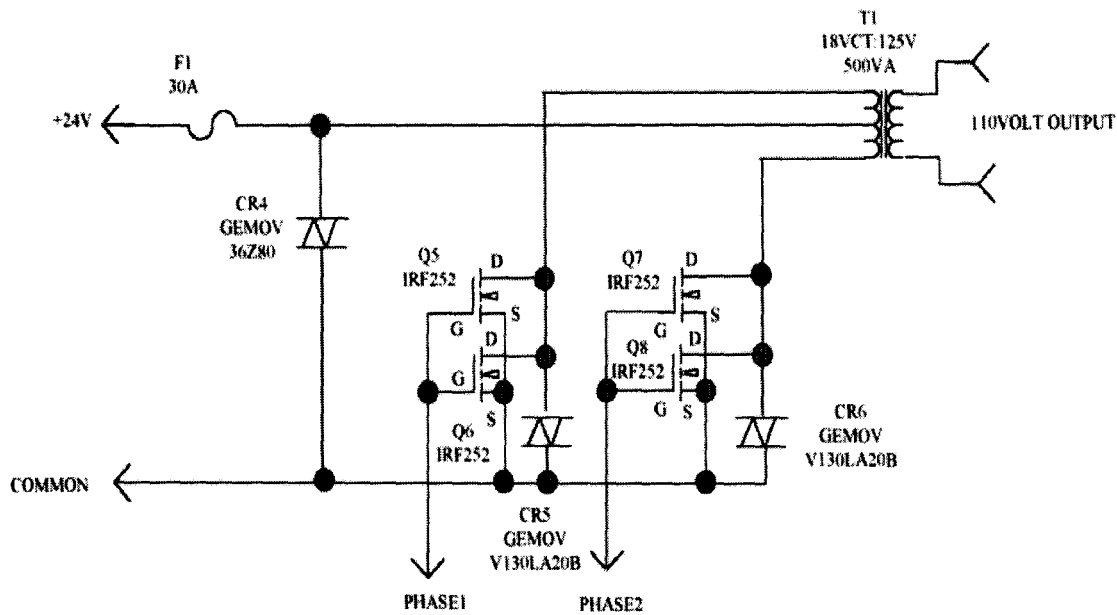 T1
18VCT:125V
500VA
F1
30A
+24V
110VOLT OUTPUT
CR4
GEMOV
36Z80
Q5
IRF252
D
S
G
Q7
IRF252
D
S
G
D
G
S
Q6
IRF252
Q8
IRF252
D
G
S
CR6
GEMOV
V130LA20B
COMMON
CR5
GEMOV
V130LA20B
PHASE1
PHASE2